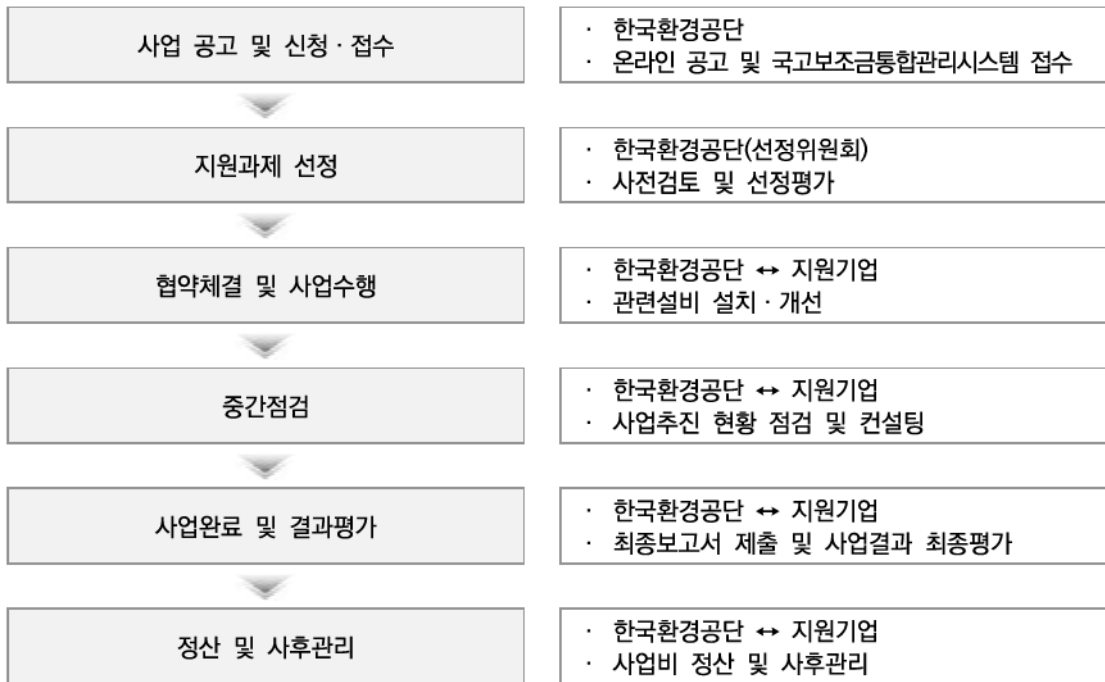 사업 공고 및 신청·접수
· 한국환경공단
· 온라인 공고 및 국고보조금통합관리시스템 접수
지원과제 선정
· 한국환경공단(선정위원회)
· 사전검토 및 선정평가
협약체결 및 사업수행
· 한국환경공단 ↔ 지원기업
· 관련설비 설치·개선
중간점검
· 한국환경공단 ↔ 지원기업
· 사업추진 현황 점검 및 컨설팅
사업완료 및 결과평가
· 한국환경공단 ↔ 지원기업
· 최종보고서 제출 및 사업결과 최종평가
정산 및 사후관리
· 한국환경공단 ↔ 지원기업
· 사업비 정산 및 사후관리